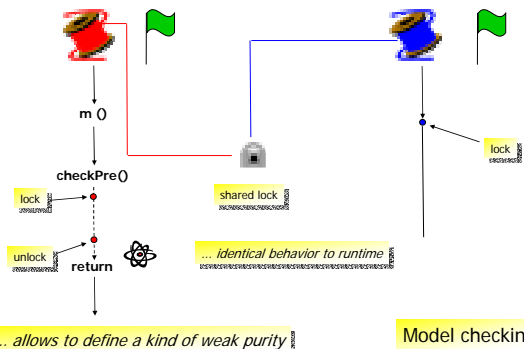 m ()
checkPre()
lock
lock
shared lock
unlock
return
... identical behavior to runtime
.. allows to define a kind of weak purity
Model checkin